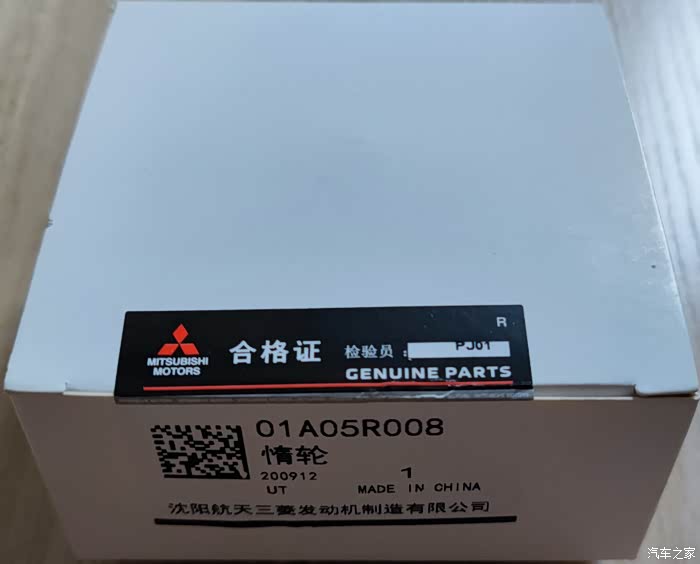 R
MITSUBISHI
MOTORS
合格证
检验员：PJ01
GENUINE PARTS
01A05R008
惰轮
200912
1
UT
MADE IN CHINA
沈阳航天三菱发动机制造有限公司
汽车之家